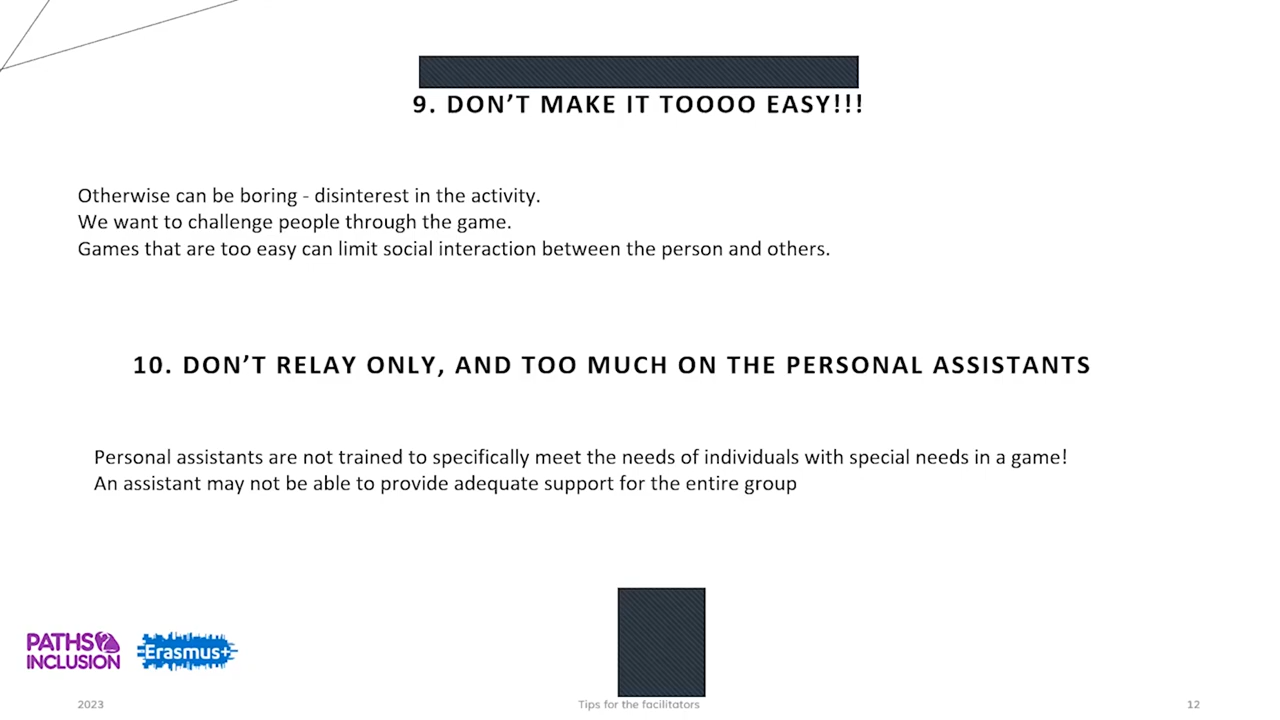 9. DON’T MAKE IT TOOOO EASY!!!
Otherwise can be boring - disinterest in the activity.
We want to challenge people through the game.
Games that are too easy can limit social interaction between the person and others.
10. DON’T RELAY ONLY, AND TOO MUCH ON THE PERSONAL ASSISTANTS
Personal assistants are not trained to specifically meet the needs of individuals with special needs in a game!
An assistant may not be able to provide adequate support for the entire group
PATHS2
INCLUSION
Erasmus+
2023
Tips for the facilitators
12